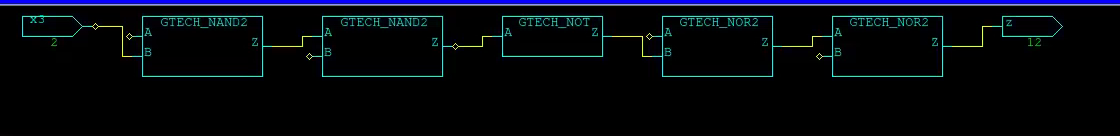 x3
2
GTECH_NAND2
A
B
Z
GTECH_NAND2
A
B
Z
GTECH_NOT
A
Z
GTECH_NOR2
A
B
Z
GTECH_NOR2
A
B
Z
z
12